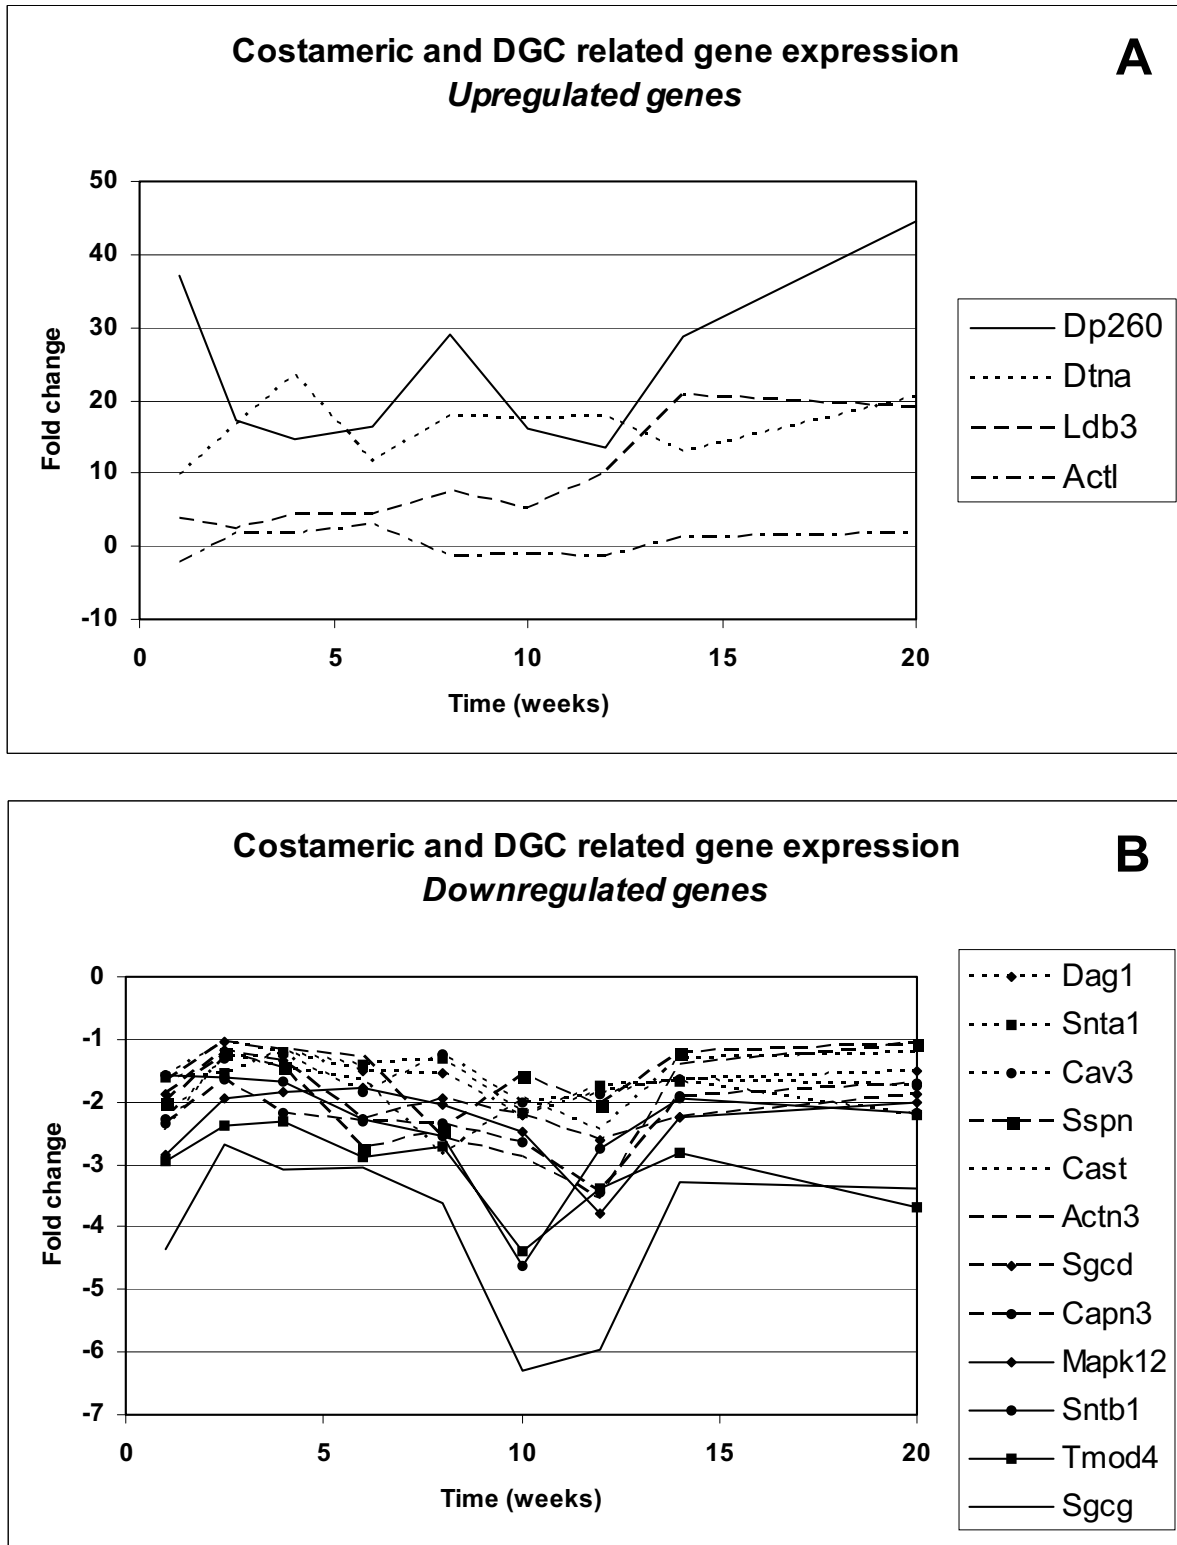 Costameric and DGC related gene expression
Upregulated genes
A
50
40
30
20
10
0
-10
Fold change
0 5 10 15 20
Time (weeks)
Dp260
Dtna
Ldb3
Actl
Costameric and DGC related gene expression
Downregulated genes
B
0
-1
-2
-3
-4
-5
-6
-7
Fold change
0 5 10 15 20
Time (weeks)
Dag1
Snta1
Cav3
Sspn
Cast
Actn3
Sgcd
Capn3
Mapk12
Sntb1
Tmod4
Sgcg